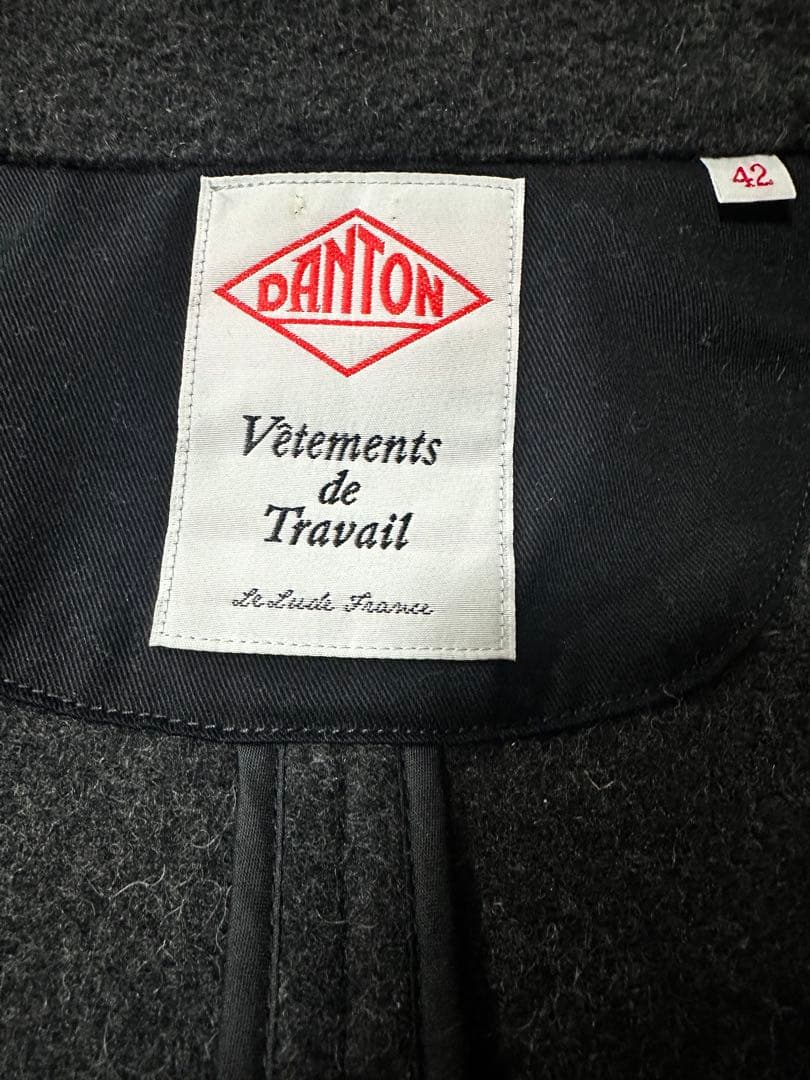 42
DANTON
Vêtements
de
Travail
Le Lude France